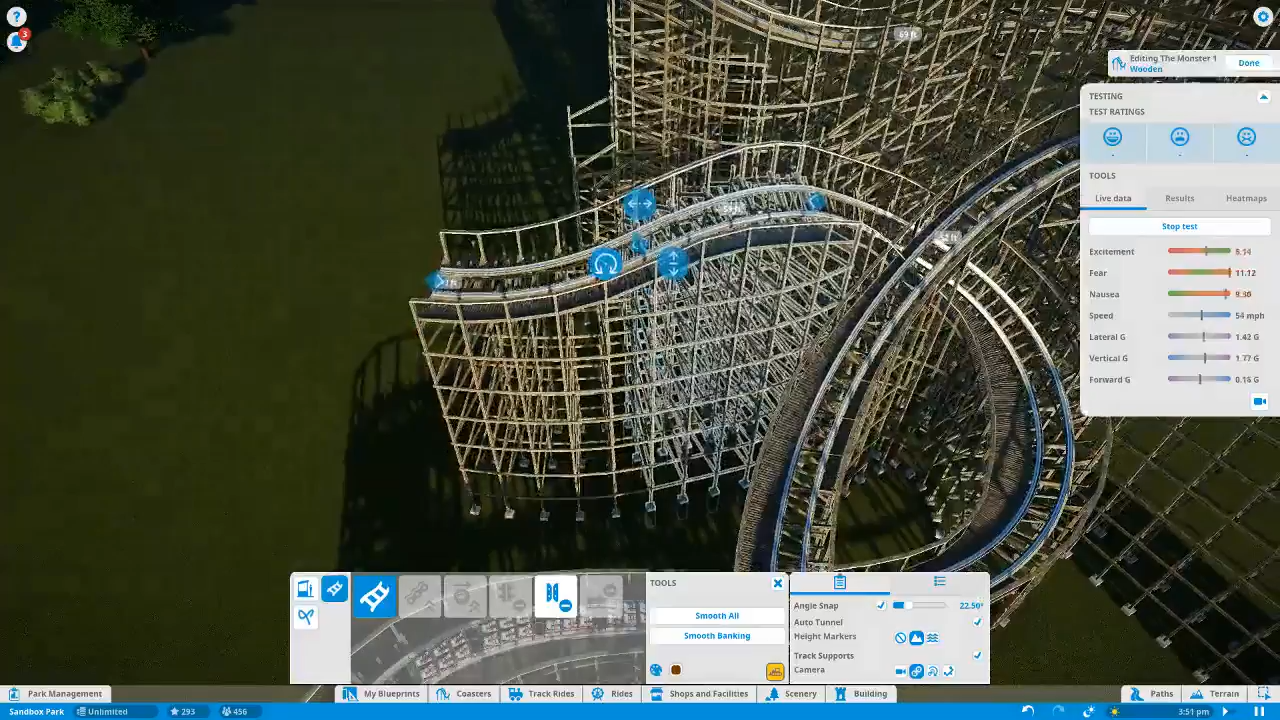 ?
3
69 ft
Editing The Monster 1
Wooden
Done
TESTING
TEST RATINGS
-
-
-
TOOLS
Live data
Results
Heatmaps
Stop test
Excitement
Fear
11.12
Nausea
Speed
54 mph
Lateral G
1.42 G
Vertical G
1.77 G
Forward G
TOOLS
Smooth All
Smooth Banking
Angle Snap
22.50°
Auto Tunnel
Height Markers
Track Supports
Camera
Park Management
My Blueprints
Coasters
Track Rides
Rides
Shops and Facilities
Scenery
Building
Paths
Terrain
Sandbox Park
Unlimited
293
456
3:51 pm